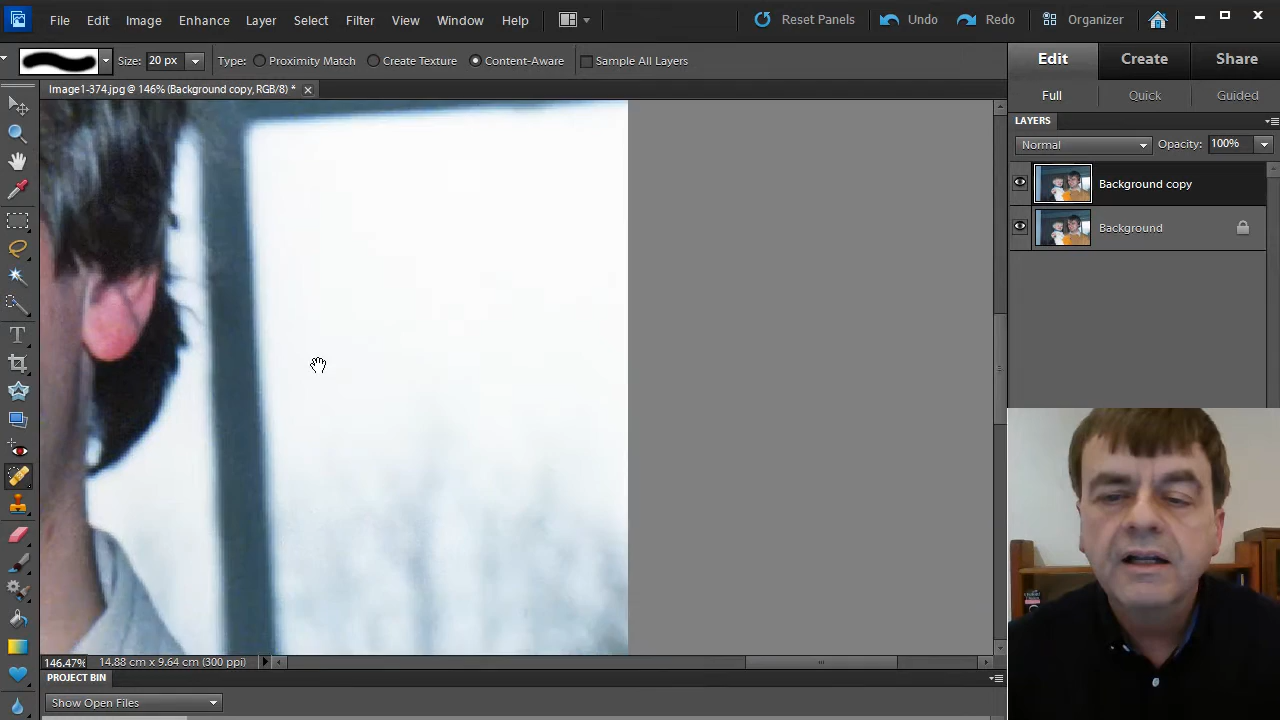 File Edit Image Enhance Layer Select Filter View Window Help Reset Panels Undo Redo Organizer
Size: 20 px Type: Proximity Match Create Texture Content-Aware Sample All Layers
Edit Create Share
Image1-374.jpg @ 146% (Background copy, RGB/8) *
Full Quick Guided
LAYERS
Normal Opacity: 100%
Background copy
Background
146.47% 14.88 cm x 9.64 cm (300 ppi)
PROJECT BIN
Show Open Files